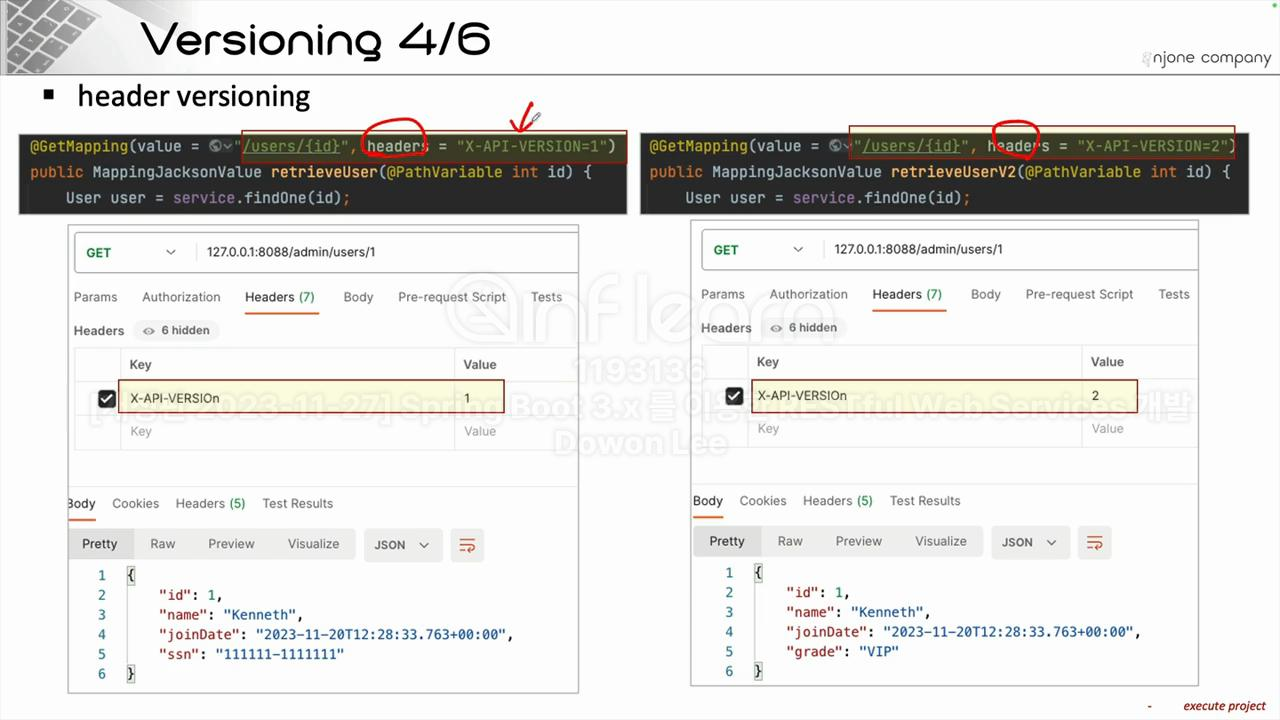 Versioning 4/6
njone company
▪ header versioning
@GetMapping(value = "/users/{id}", headers = "X-API-VERSION=1")
public MappingJacksonValue retrieveUser(@PathVariable int id) {
User user = service.findOne(id);
@GetMapping(value = "/users/{id}", headers = "X-API-VERSION=2")
public MappingJacksonValue retrieveUserV2(@PathVariable int id) {
User user = service.findOne(id);
GET 127.0.0.1:8088/admin/users/1
Params Authorization Headers (7) Body Pre-request Script Tests
Headers 6 hidden
Key Value
X-API-VERSIOn 1
Key Value
Body Cookies Headers (5) Test Results
Pretty Raw Preview Visualize JSON
1 {
2 "id": 1,
3 "name": "Kenneth",
4 "joinDate": "2023-11-20T12:28:33.763+00:00",
5 "ssn": "111111-1111111"
6 }
GET 127.0.0.1:8088/admin/users/1
Params Authorization Headers (7) Body Pre-request Script Tests
Headers 6 hidden
Key Value
X-API-VERSIOn 2
Key Value
Body Cookies Headers (5) Test Results
Pretty Raw Preview Visualize JSON
1 {
2 "id": 1,
3 "name": "Kenneth",
4 "joinDate": "2023-11-20T12:28:33.763+00:00",
5 "grade": "VIP"
6 }
inflearn
1193136
2023-11-27] Spring Boot 3.x 를 RESTful Web Services 개발
Dowon Lee
- execute project